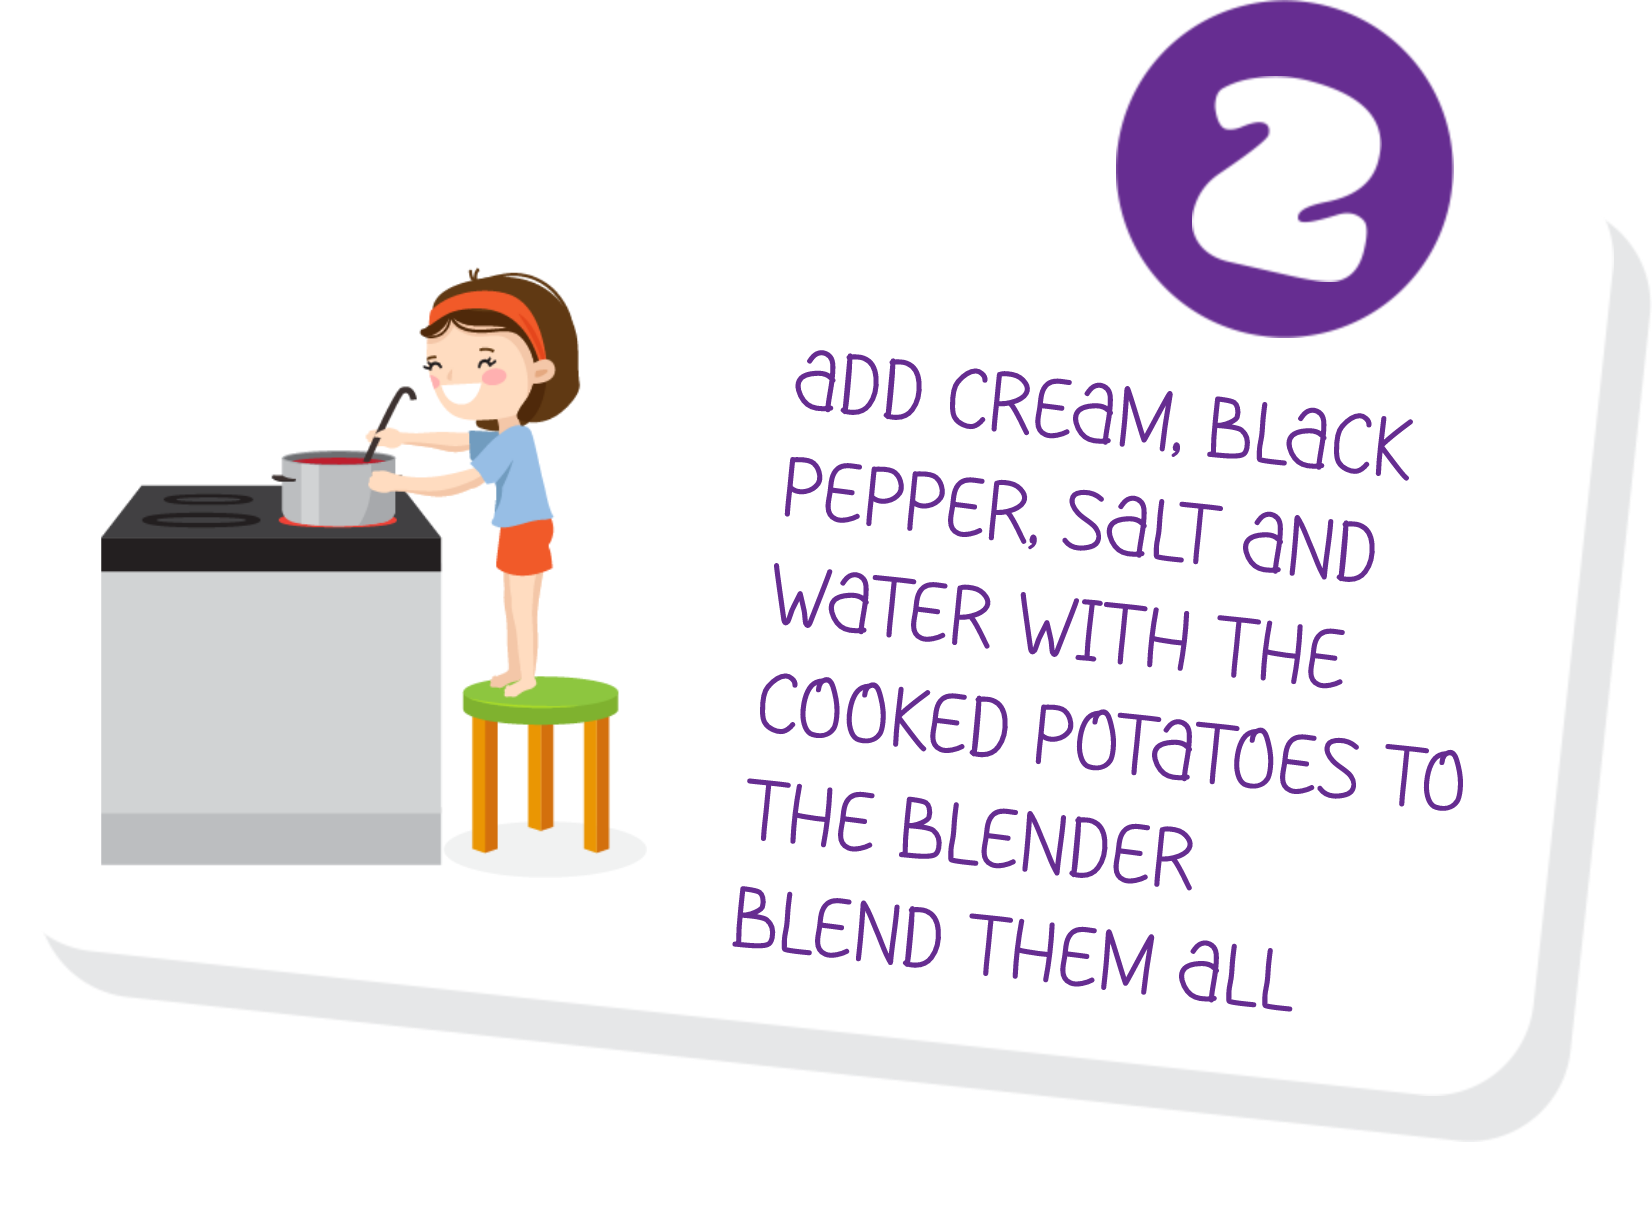 2
aDD CREaM, BLaCK
PEPPER, SaLT aND
WaTER WITH THE
COOKED POTaTOES TO
THE BLENDER
BLEND THEM aLL